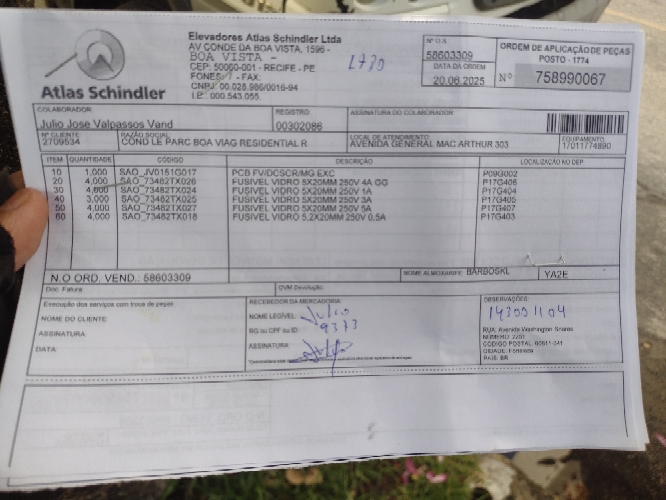 Elevadores Atlas Schindler Ltda
AV CONDE DA BOA VISTA, 1596 -
BOA VISTA -
CEP: 50060-001 - RECIFE - PE
FONES: - FAX:
CNPJ: 00.028.986/0016-94
I.E: 000.543.055.
Atlas Schindler
Nº O.S.
58603309
DATA DA ORDEM
20.06.2025
ORDEM DE APLICAÇÃO DE PEÇAS
POSTO - 1774
Nº 758990067
COLABORADOR
Julio Jose Valpassos Vand
REGISTRO
00302086
ASSINATURA DO COLABORADOR
Nº CLIENTE
2709534
RAZÃO SOCIAL
COND LE PARC BOA VIAG RESIDENTIAL R
LOCAL DE ATENDIMENTO
AVENIDA GENERAL MAC ARTHUR 303
EQUIPAMENTO
17011774890
ITEM QUANTIDADE CÓDIGO DESCRIÇÃO LOCALIZAÇÃO NO DEP.
10 1,000 SAO_JV0151G017 PCB FV/DCSCR/MG EXC P09G002
20 4,000 SAO_73482TX026 FUSIVEL VIDRO 5X20MM 250V 4A GG P17G406
30 4,000 SAO_73482TX024 FUSIVEL VIDRO 5X20MM 250V 1A P17G404
40 3,000 SAO_73482TX025 FUSIVEL VIDRO 5X20MM 250V 3A P17G405
50 4,000 SAO_73482TX027 FUSIVEL VIDRO 5X20MM 250V 5A P17G407
60 4,000 SAO_73482TX018 FUSIVEL VIDRO 5,2X20MM 250V 0,5A P17G403
N.O ORD. VEND.: 58603309
NOME ALMOXARIFE: BARBOSKL
YA2E
Doc. Fatura:
OVM Devolução:
Execução dos serviços com troca de peças
NOME DO CLIENTE:
ASSINATURA:
DATA:
RECEBEDOR DA MERCADORIA
NOME LEGÍVEL: Julio
RG ou CPF ou ID: 9373
ASSINATURA:
OBSERVAÇÕES:
143001104
RUA: Avenida Washington Soares
CIDADE: Fortaleza
PAIS: BR